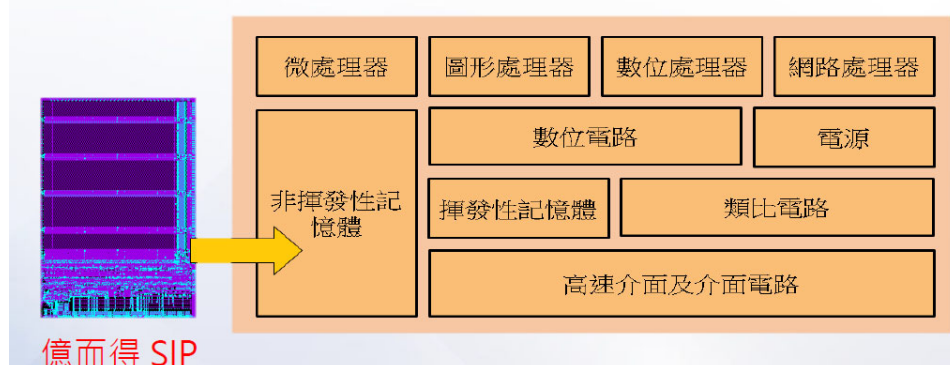 微處理器
圖形處理器
數位處理器
網路處理器
非揮發性記
憶體
數位電路
電源
揮發性記憶體
類比電路
高速介面及介面電路
億而得 SIP